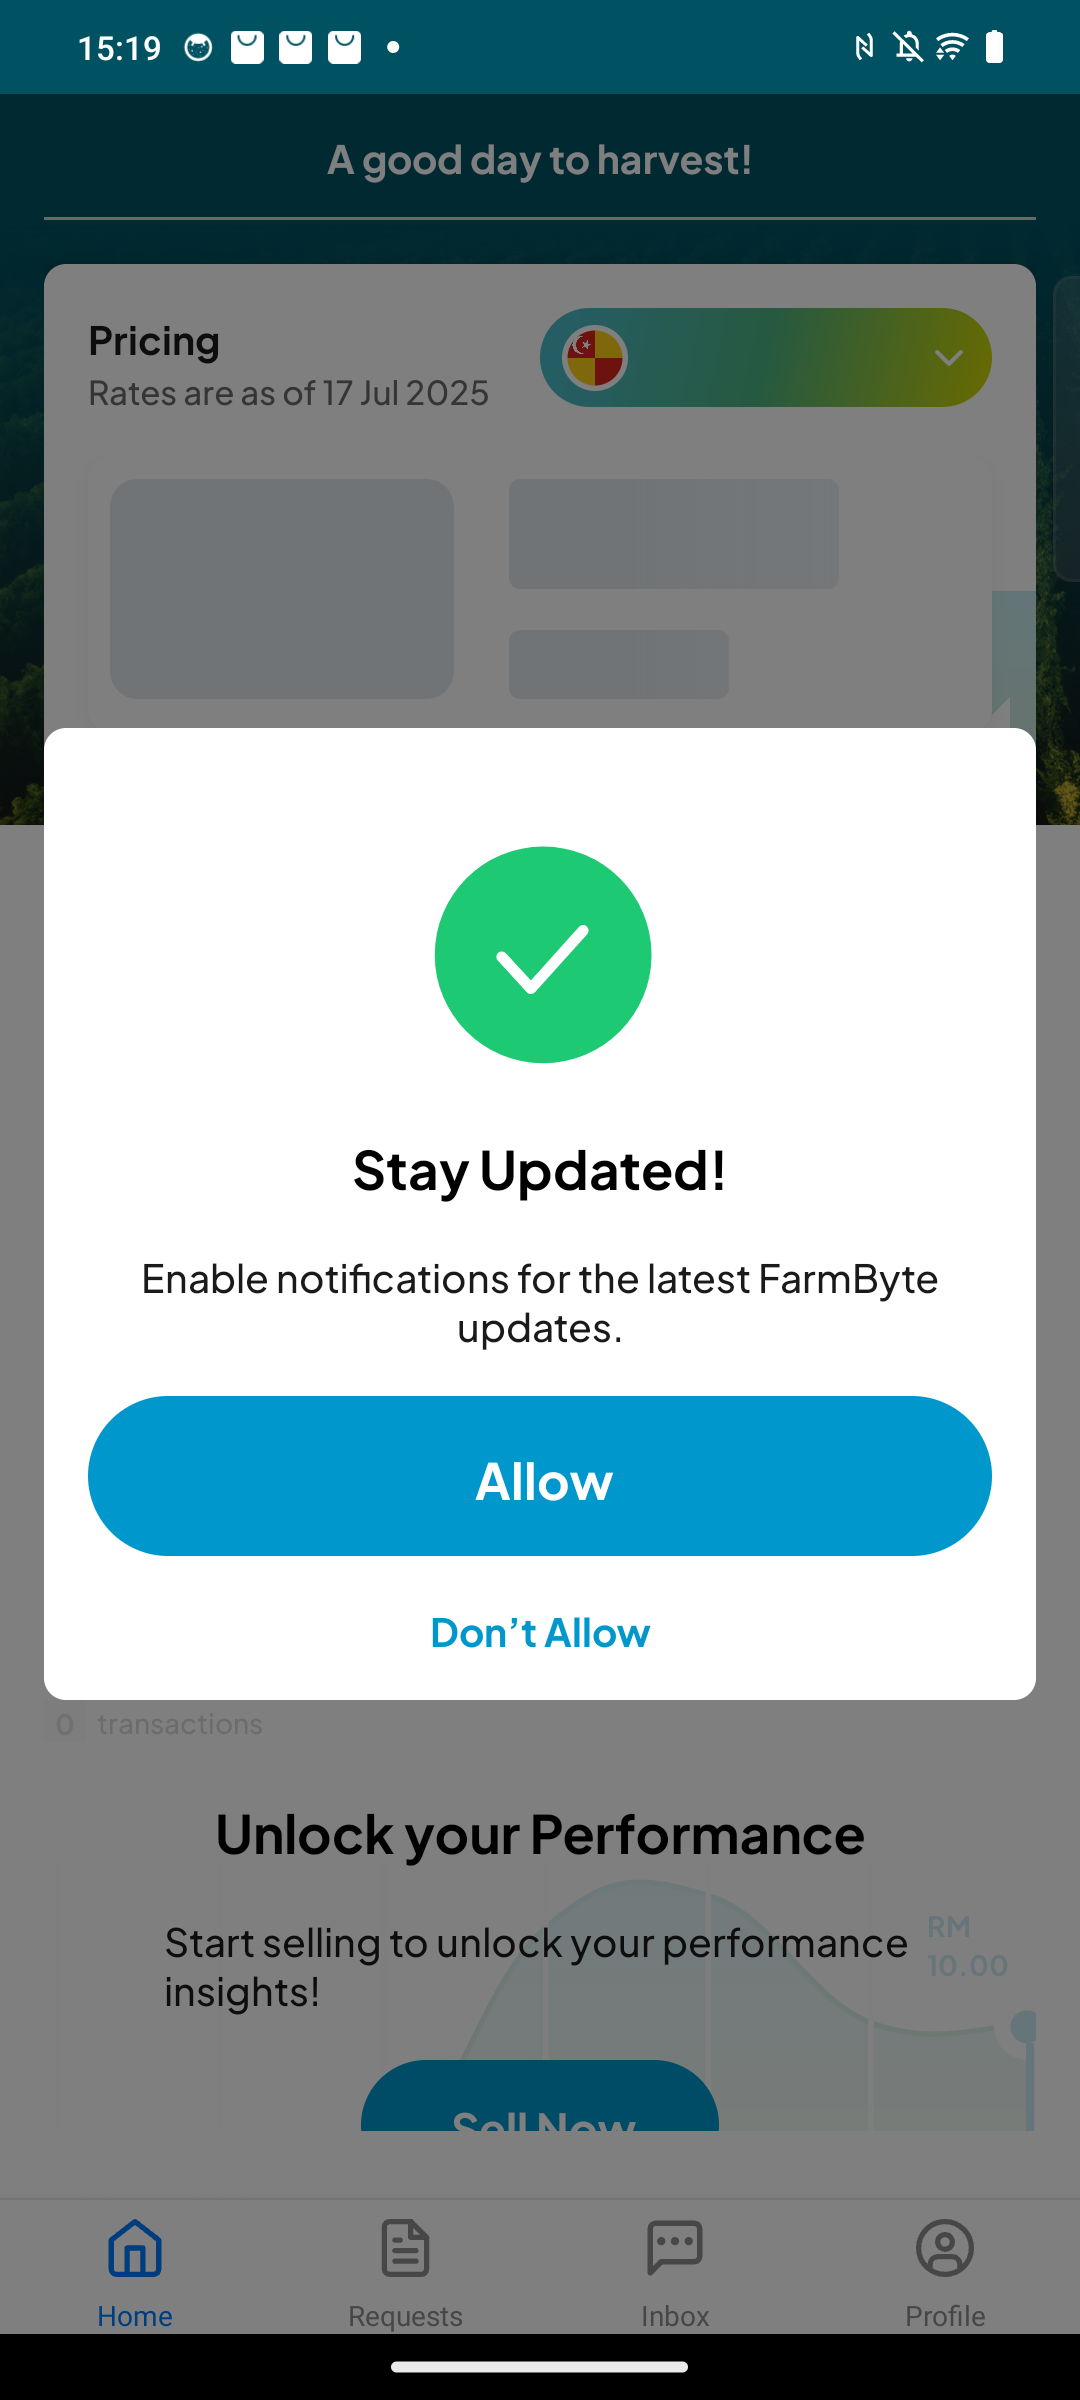 15:19
A good day to harvest!
Pricing
Rates are as of 17 Jul 2025
Stay Updated!
Enable notifications for the latest FarmByte
updates.
Allow
Don’t Allow
0 transactions
Unlock your Performance
Start selling to unlock your performance
insights!
RM
10.00
Sell Now
Home
Requests
Inbox
Profile